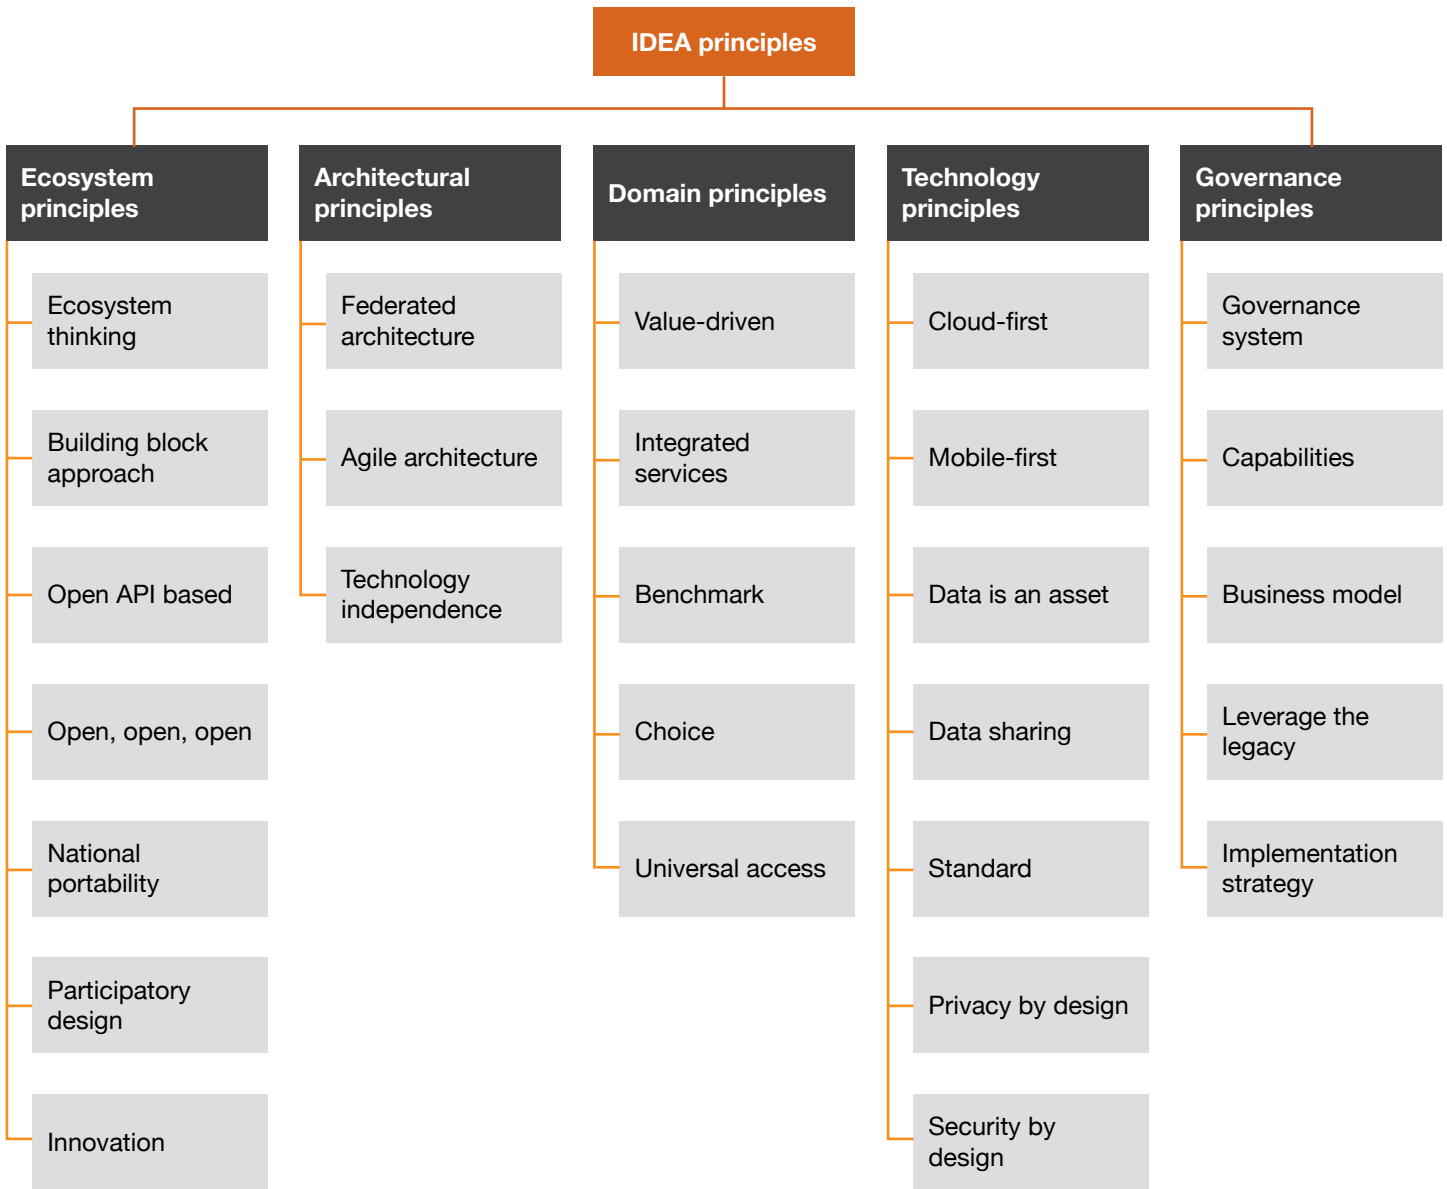 IDEA principles
Ecosystem
principles
Ecosystem
thinking
Building block
approach
Open API based
Open, open, open
National
portability
Participatory
design
Innovation
Architectural
principles
Federated
architecture
Agile architecture
Technology
independence
Domain principles
Value-driven
Integrated
services
Benchmark
Choice
Universal access
Technology
principles
Cloud-first
Mobile-first
Data is an asset
Data sharing
Standard
Privacy by design
Security by
design
Governance
principles
Governance
system
Capabilities
Business model
Leverage the
legacy
Implementation
strategy